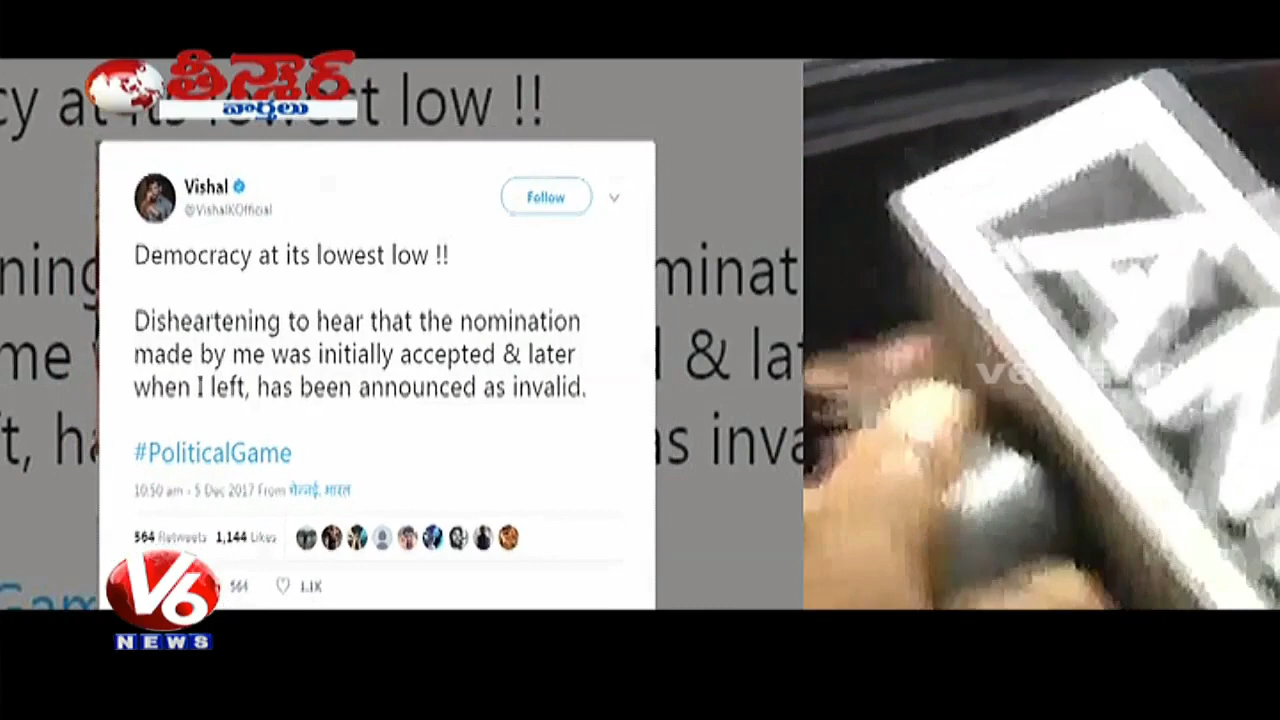 తీన్మార్
వార్తలు
cy at its lowest low !!
Vishal
@VishalKOfficial
Follow
Democracy at its lowest low !!
Disheartening to hear that the nomination
made by me was initially accepted & later
when I left, has been announced as invalid.
#PoliticalGame
10:50 am - 5 Dec 2017 From चेन्नई, भारत
564 Retweets 1,144 Likes
564 1.1K
V6
NEWS